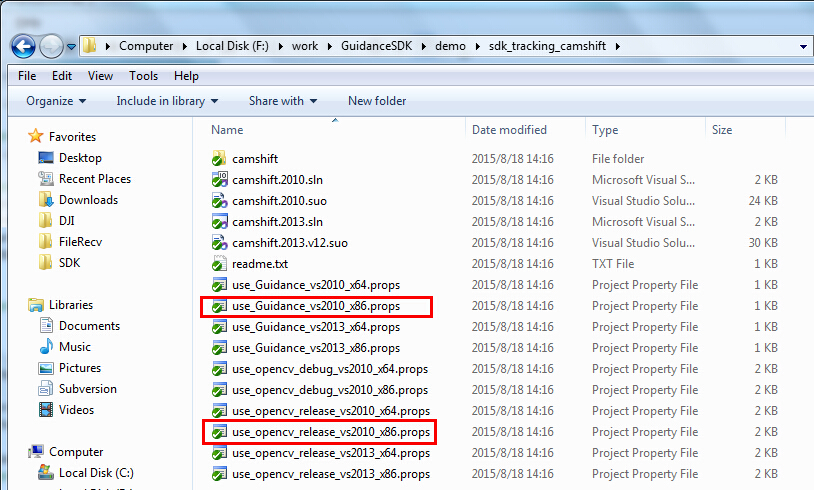 Computer Local Disk (F:) work GuidanceSDK demo sdk_tracking_camshift
File Edit View Tools Help
Organize Include in library Share with New folder
Favorites
Desktop
Recent Places
Downloads
DJI
FileRecv
SDK
Libraries
Documents
Music
Pictures
Subversion
Videos
Computer
Local Disk (C:)
Name Date modified Type Size
camshift 2015/8/18 14:16 File folder
camshift.2010.sln 2015/8/18 14:16 Microsoft Visual S... 2 KB
camshift.2010.suo 2015/8/18 14:16 Visual Studio Solu... 24 KB
camshift.2013.sln 2015/8/18 14:16 Microsoft Visual S... 2 KB
camshift.2013.v12.suo 2015/8/18 14:16 Visual Studio Solu... 30 KB
readme.txt 2015/8/18 14:16 TXT File 1 KB
use_Guidance_vs2010_x64.props 2015/8/18 14:16 Project Property File 1 KB
use_Guidance_vs2010_x86.props 2015/8/18 14:16 Project Property File 1 KB
use_Guidance_vs2013_x64.props 2015/8/18 14:16 Project Property File 1 KB
use_Guidance_vs2013_x86.props 2015/8/18 14:16 Project Property File 1 KB
use_opencv_debug_vs2010_x64.props 2015/8/18 14:16 Project Property File 2 KB
use_opencv_debug_vs2010_x86.props 2015/8/18 14:16 Project Property File 2 KB
use_opencv_release_vs2010_x64.props 2015/8/18 14:16 Project Property File 2 KB
use_opencv_release_vs2010_x86.props 2015/8/18 14:16 Project Property File 2 KB
use_opencv_release_vs2013_x64.props 2015/8/18 14:16 Project Property File 2 KB
use_opencv_release_vs2013_x86.props 2015/8/18 14:16 Project Property File 2 KB